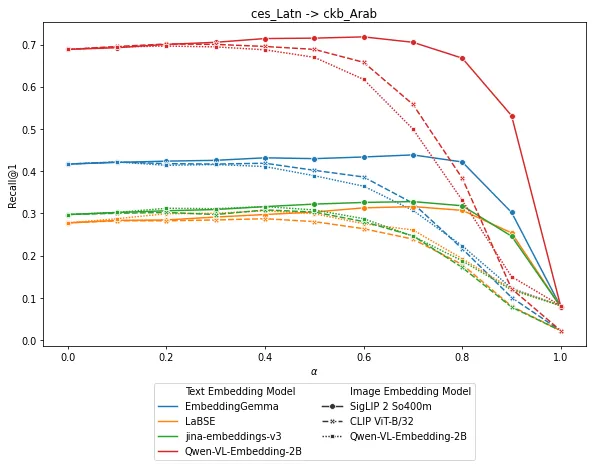 ces_Latn -> ckb_Arab
Recall@1
0.7
0.6
0.5
0.4
0.3
0.2
0.1
0.0
0.0 0.2 0.4 0.6 0.8 1.0
α
Text Embedding Model Image Embedding Model
EmbeddingGemma SigLIP 2 So400m
LaBSE CLIP ViT-B/32
jina-embeddings-v3 Qwen-VL-Embedding-2B
Qwen-VL-Embedding-2B